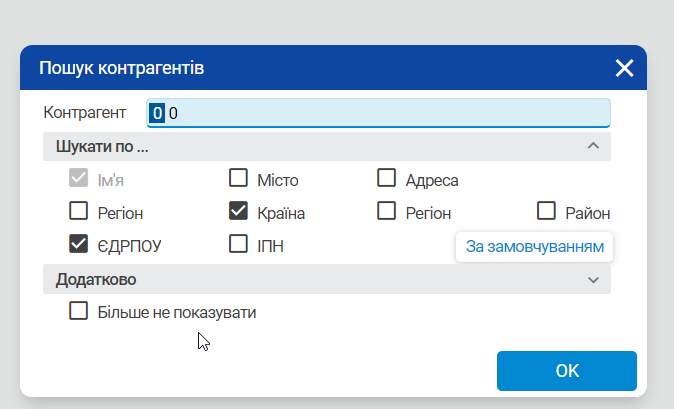 Пошук контрагентів
Контрагент 0 0
Шукати по ...
Ім'я Місто Адреса
Регіон Країна Регіон Район
ЄДРПОУ ІПН За замовчуванням
Додатково
Більше не показувати
OK